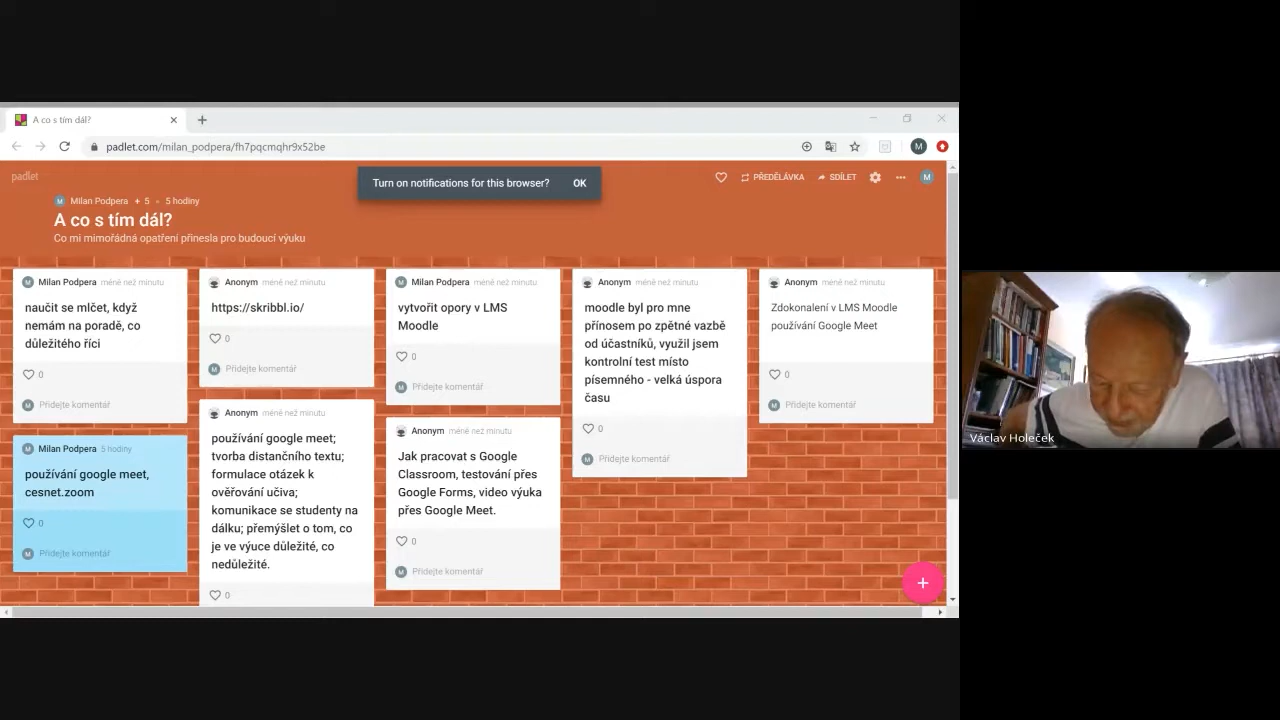 A co s tím dál?
padlet.com/milan_podpera/fh7pqcmqhr9x52be
M
padlet
Turn on notifications for this browser? OK
PŘEDĚLÁVKA
SDÍLET
M
M Milan Podpera + 5 • 5 hodiny
A co s tím dál?
Co mi mimořádná opatření přinesla pro budoucí výuku
M Milan Podpera méně než minutu
naučit se mlčet, když
nemám na poradě, co
důležitého říci
0
M Přidejte komentář
M Milan Podpera 5 hodiny
používání google meet,
cesnet.zoom
0
M Přidejte komentář
Anonym méně než minutu
https://skribbl.io/
0
M Přidejte komentář
Anonym méně než minutu
používání google meet;
tvorba distančního textu;
formulace otázek k
ověřování učiva;
komunikace se studenty na
dálku; přemýšlet o tom, co
je ve výuce důležité, co
nedůležité.
0
M Milan Podpera méně než minutu
vytvořit opory v LMS
Moodle
0
M Přidejte komentář
Anonym méně než minutu
Jak pracovat s Google
Classroom, testování přes
Google Forms, video výuka
přes Google Meet.
0
M Přidejte komentář
Anonym méně než minutu
moodle byl pro mne
přínosem po zpětné vazbě
od účastníků, využil jsem
kontrolní test místo
písemného - velká úspora
času
0
M Přidejte komentář
Anonym méně než minutu
Zdokonalení v LMS Moodle
používání Google Meet
0
M Přidejte komentář
Václav Holeček